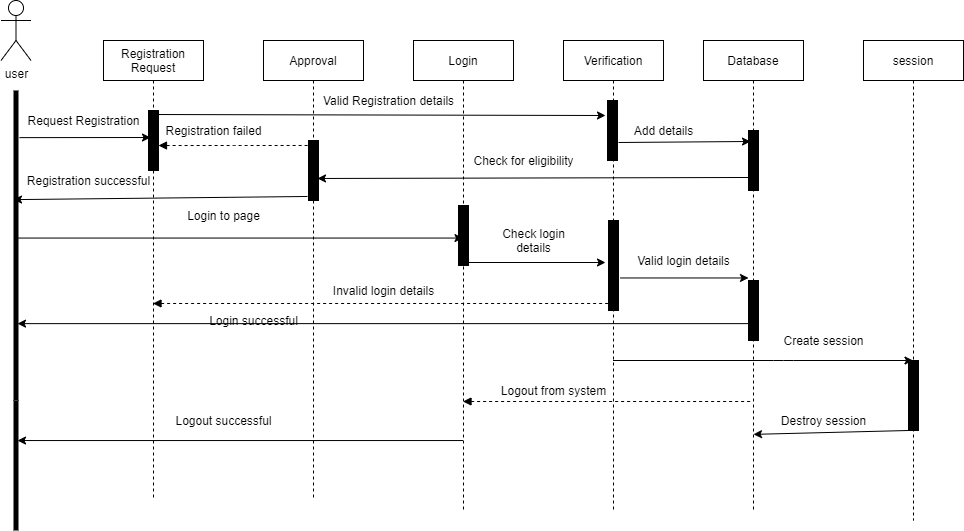 user
Registration
Request
Approval
Login
Verification
Database
session
Valid Registration details
Request Registration
Registration failed
Add details
Check for eligibility
Registration successful
Login to page
Check login
details
Valid login details
Invalid login details
Login successful
Create session
Logout from system
Logout successful
Destroy session